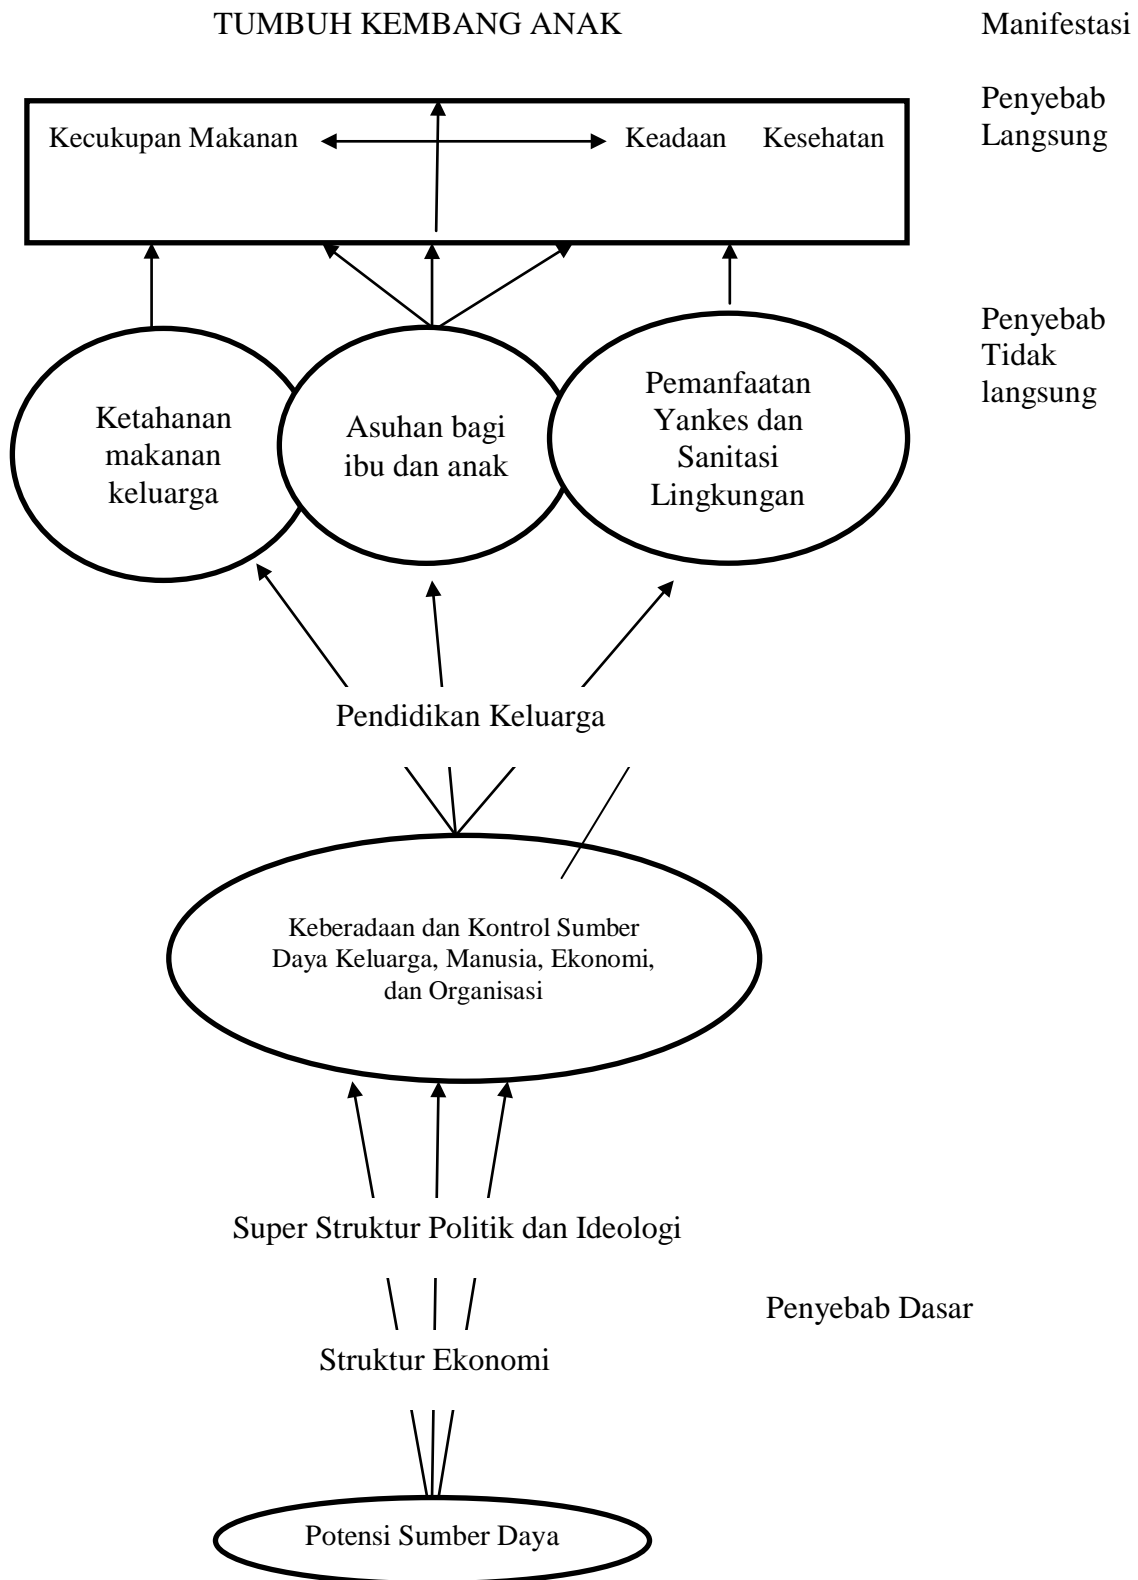 TUMBUH KEMBANG ANAK
Manifestasi
Penyebab
Langsung
Kecukupan Makanan
Keadaan Kesehatan
Penyebab
Tidak
langsung
Ketahanan
makanan
keluarga
Asuhan bagi
ibu dan anak
Pemanfaatan
Yankes dan
Sanitasi
Lingkungan
Pendidikan Keluarga
Keberadaan dan Kontrol Sumber
Daya Keluarga, Manusia, Ekonomi,
dan Organisasi
Super Struktur Politik dan Ideologi
Penyebab Dasar
Struktur Ekonomi
Potensi Sumber Daya